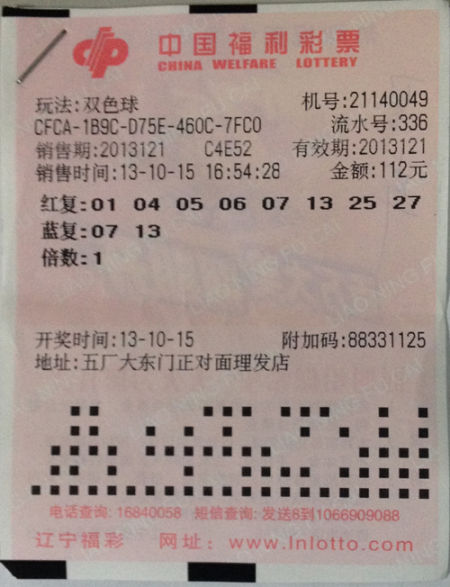 中国福利彩票
CHINA WELFARE LOTTERY
玩法:双色球 机号:21140049
CFCA-1B9C-D75E-460C-7FC0 流水号:336
销售期:2013121 C4E52 有效期:2013121
销售时间:13-10-15 16:54:28 金额:112元
红复:01 04 05 06 07 13 25 27
蓝复:07 13
倍数:1
开奖时间:13-10-15 附加码:88331125
地址:五厂大东门正对面理发店
电话查询:16840058 短信查询:发送8到1066909088
辽宁福彩 网址:www.lnlotto.com